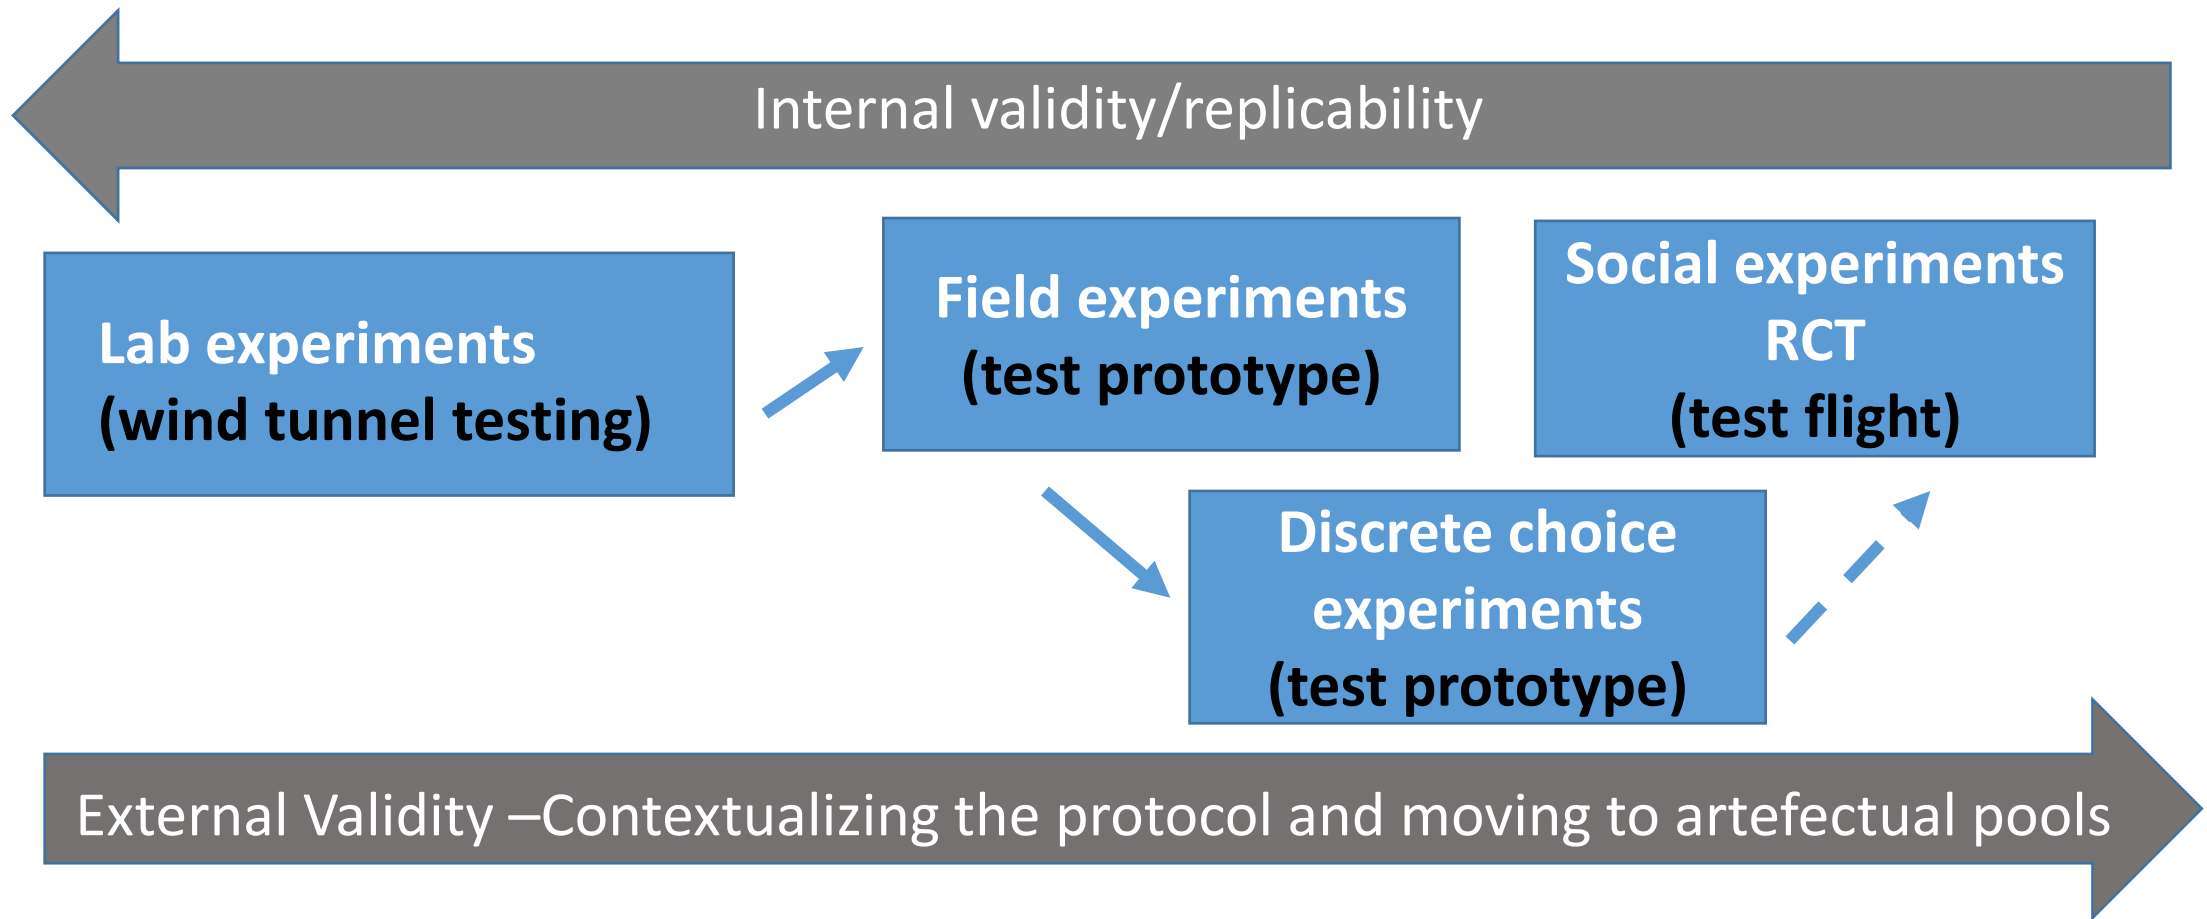 Internal validity/replicability
Lab experiments
(wind tunnel testing)
Field experiments
(test prototype)
Social experiments
RCT
(test flight)
Discrete choice
experiments
(test prototype)
External Validity –Contextualizing the protocol and moving to artefectual pools